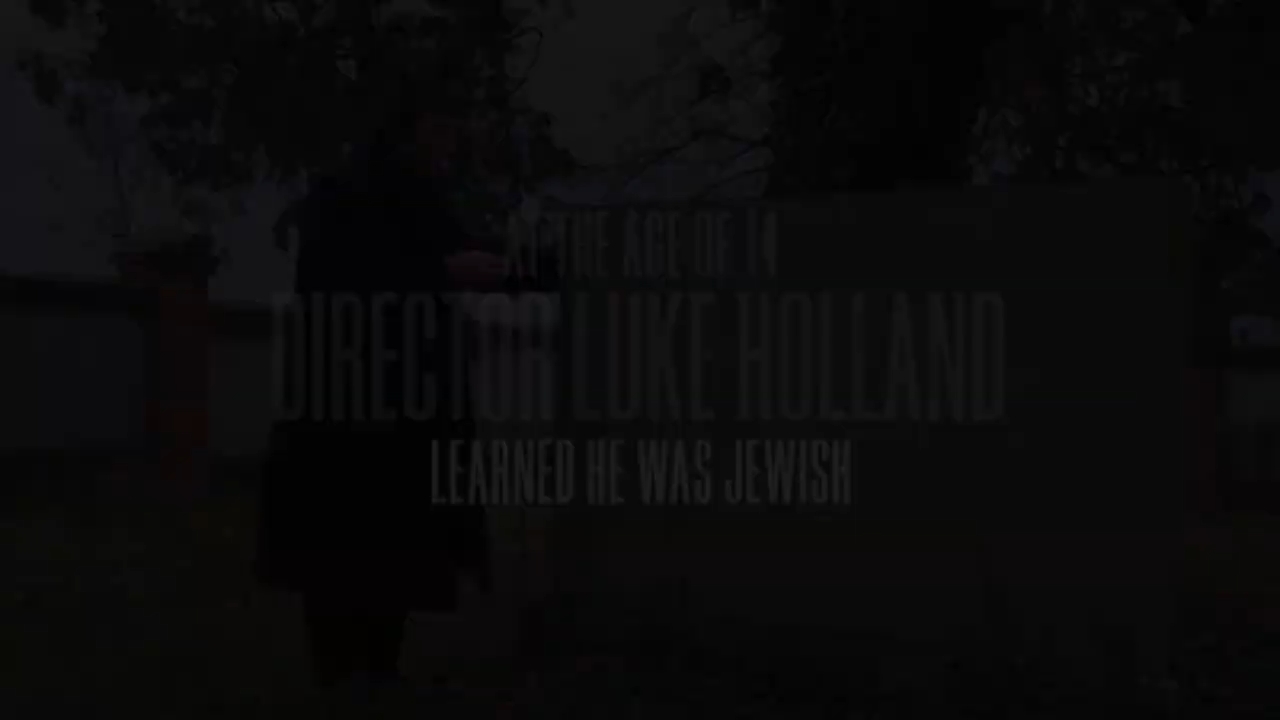 AT THE AGE OF 14
DIRECTOR LUKE HOLLAND
LEARNED HE WAS JEWISH